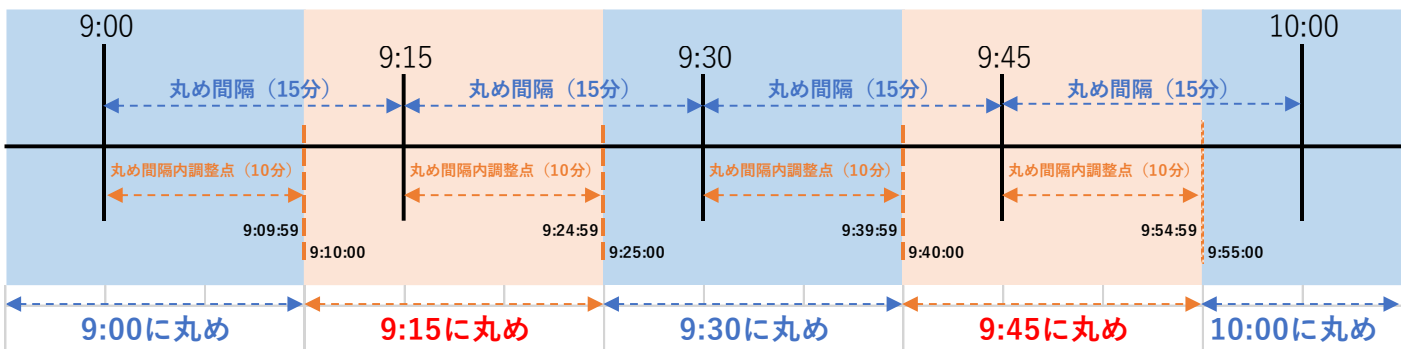 9:00
9:15
9:30
9:45
10:00
丸め間隔（15分）
丸め間隔（15分）
丸め間隔（15分）
丸め間隔（15分）
丸め間隔内調整点（10分）
丸め間隔内調整点（10分）
丸め間隔内調整点（10分）
丸め間隔内調整点（10分）
9:09:59
9:10:00
9:24:59
9:25:00
9:39:59
9:40:00
9:54:59
9:55:00
9:00に丸め
9:15に丸め
9:30に丸め
9:45に丸め
10:00に丸め